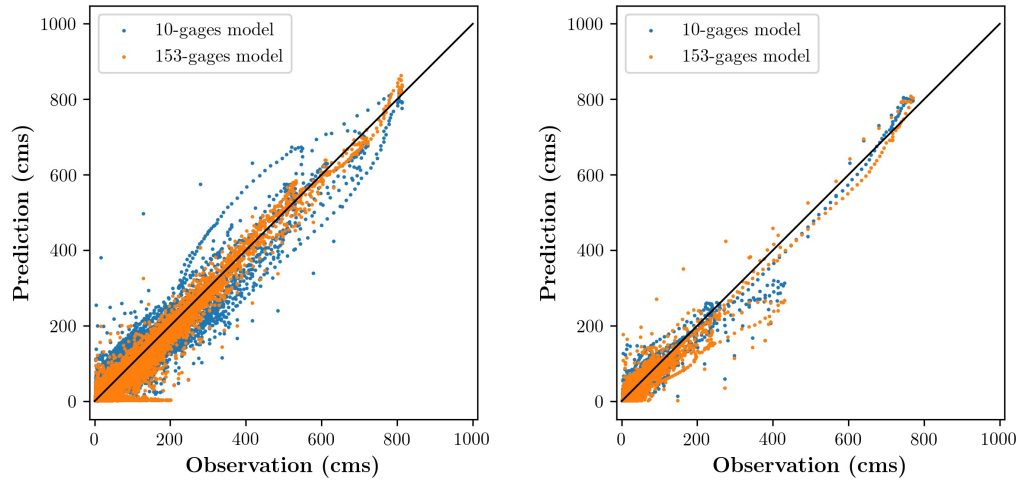 10-gages model
153-gages model
1000
800
600
400
200
0
Prediction (cms)
0 200 400 600 800 1000
Observation (cms)
10-gages model
153-gages model
1000
800
600
400
200
0
Prediction (cms)
0 200 400 600 800 1000
Observation (cms)